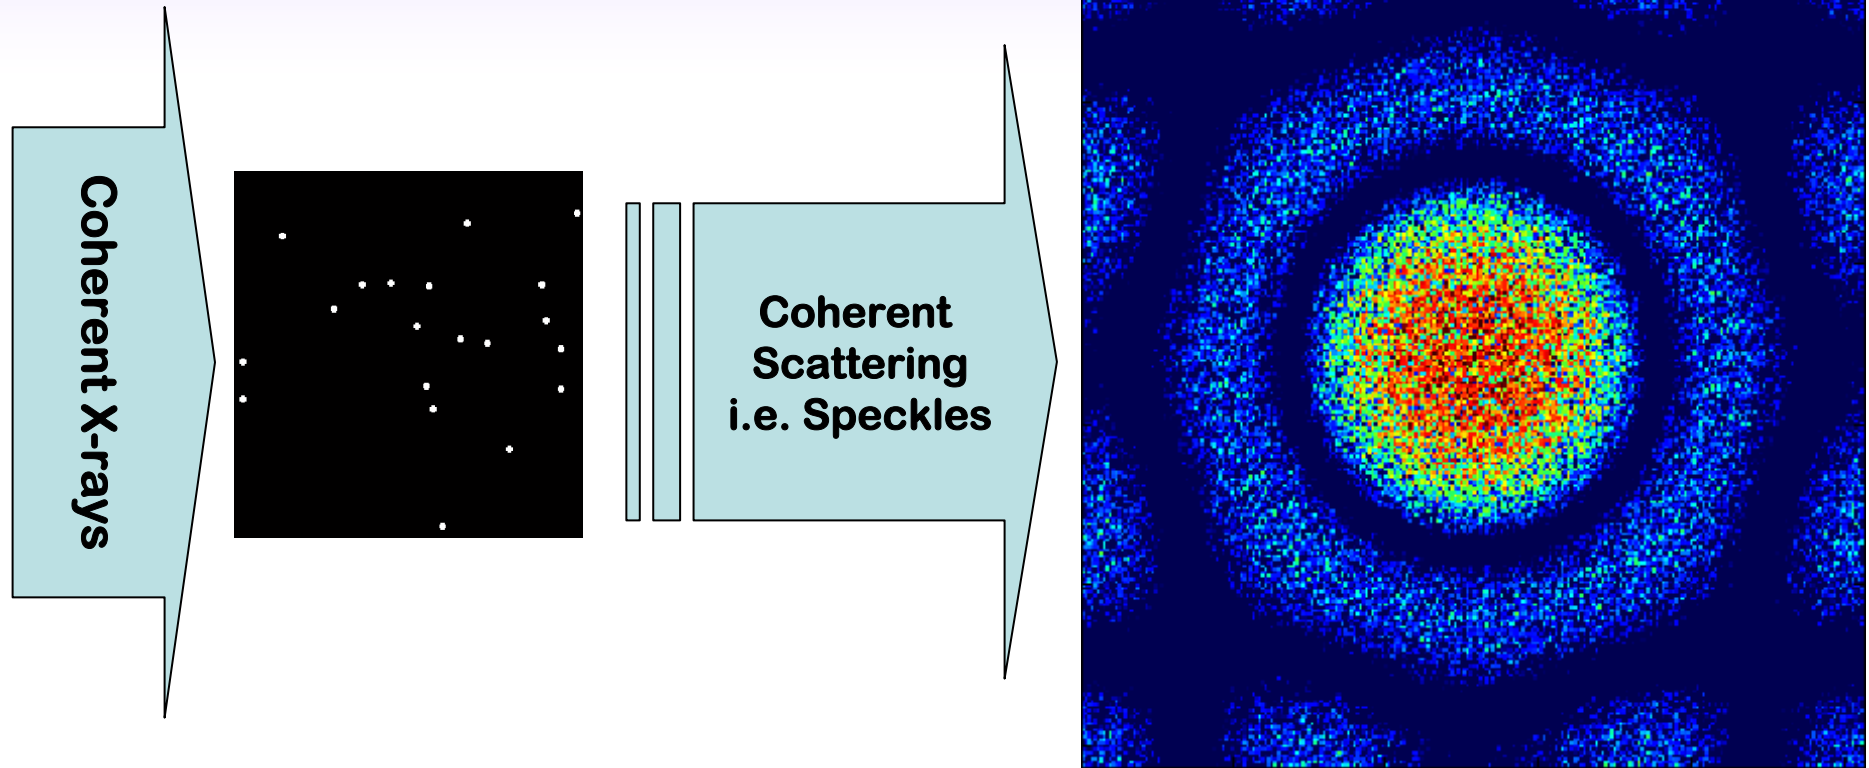 Coherent X-rays
Coherent
Scattering
i.e. Speckles